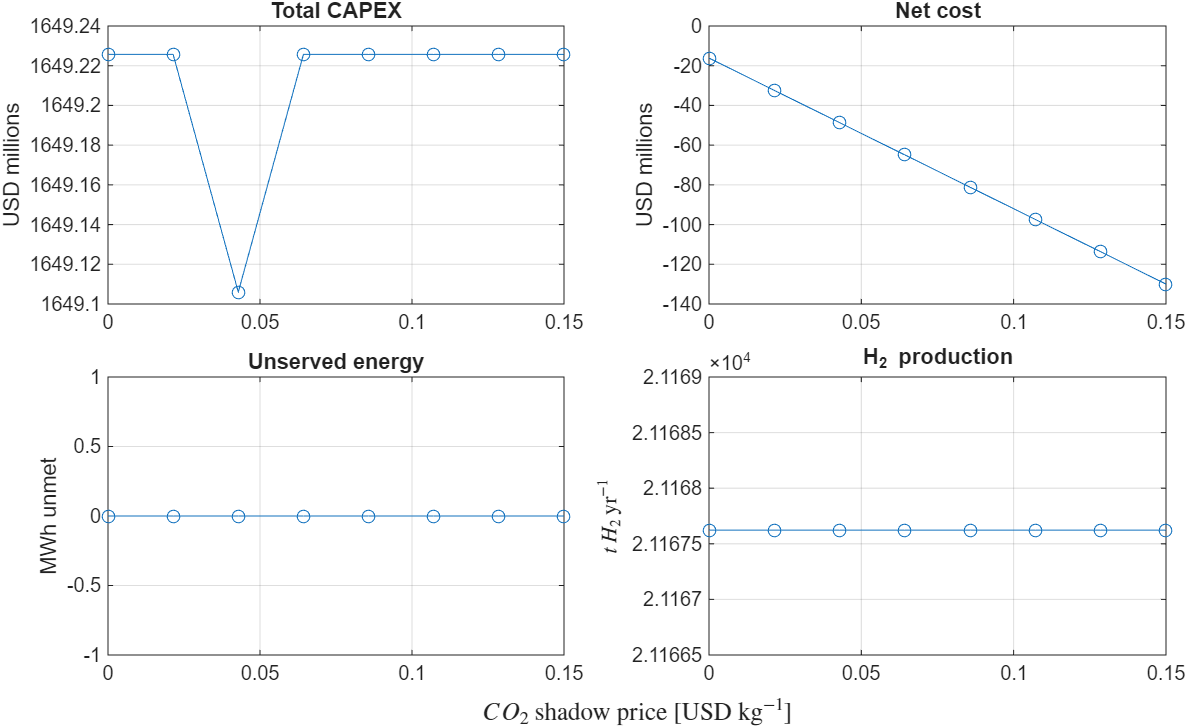 Total CAPEX
USD millions
1649.24
1649.22
1649.2
1649.18
1649.16
1649.14
1649.12
1649.1
0 0.05 0.1 0.15
Net cost
USD millions
0
-20
-40
-60
-80
-100
-120
-140
0 0.05 0.1 0.15
Unserved energy
MWh unmet
1
0.5
0
-0.5
-1
0 0.05 0.1 0.15
H₂ production
×10⁴
t H₂ yr⁻¹
2.1169
2.11685
2.1168
2.11675
2.1167
2.11665
0 0.05 0.1 0.15
CO₂ shadow price [USD kg⁻¹]